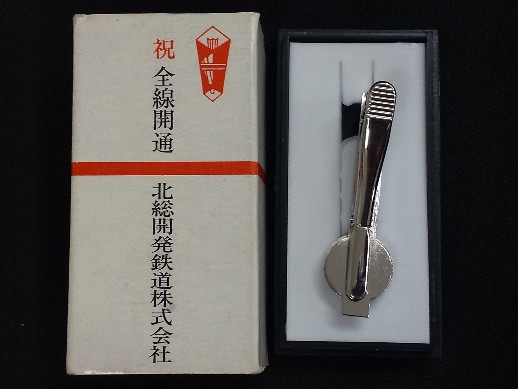 祝 全線開通
北総開発鉄道株式会社